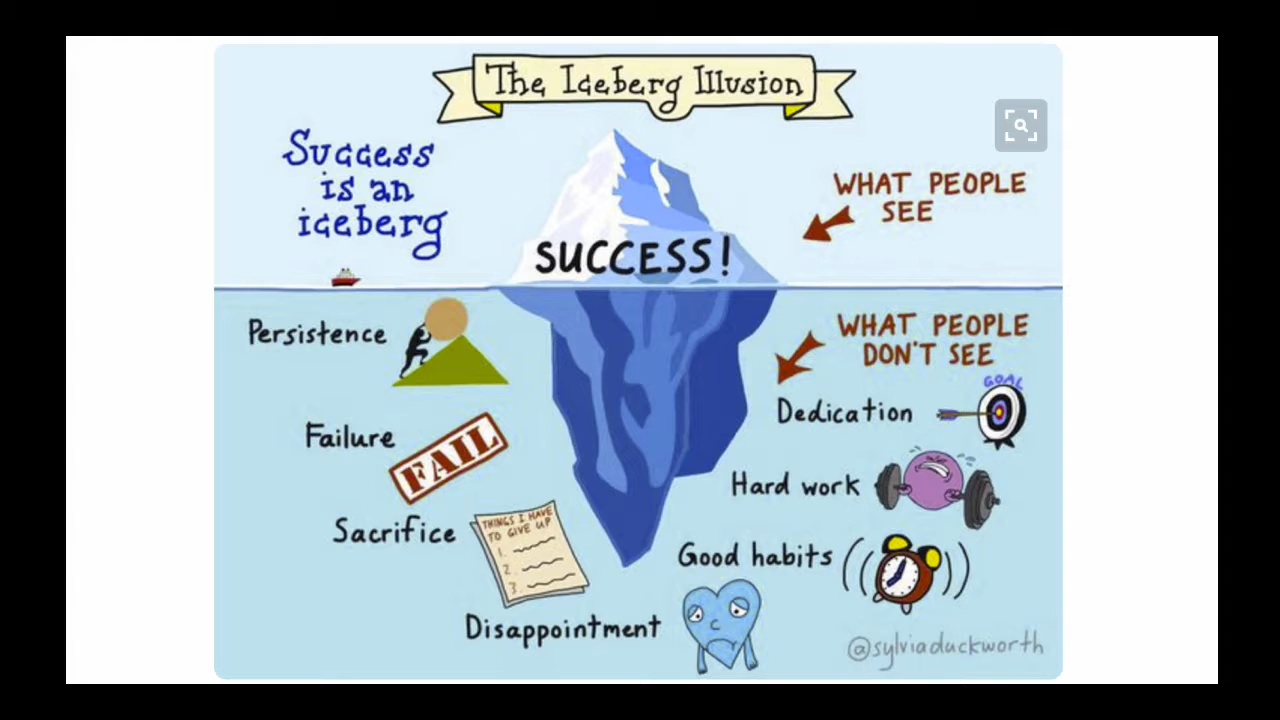 The Iceberg Illusion
Success
is an
iceberg
WHAT PEOPLE
SEE
SUCCESS!
Persistence
WHAT PEOPLE
DON'T SEE
GOAL
Dedication
Failure
FAIL
Hard work
Sacrifice
THINGS I HAVE
TO GIVE UP
1.
2.
3.
Good habits
Disappointment
@sylviaduckworth